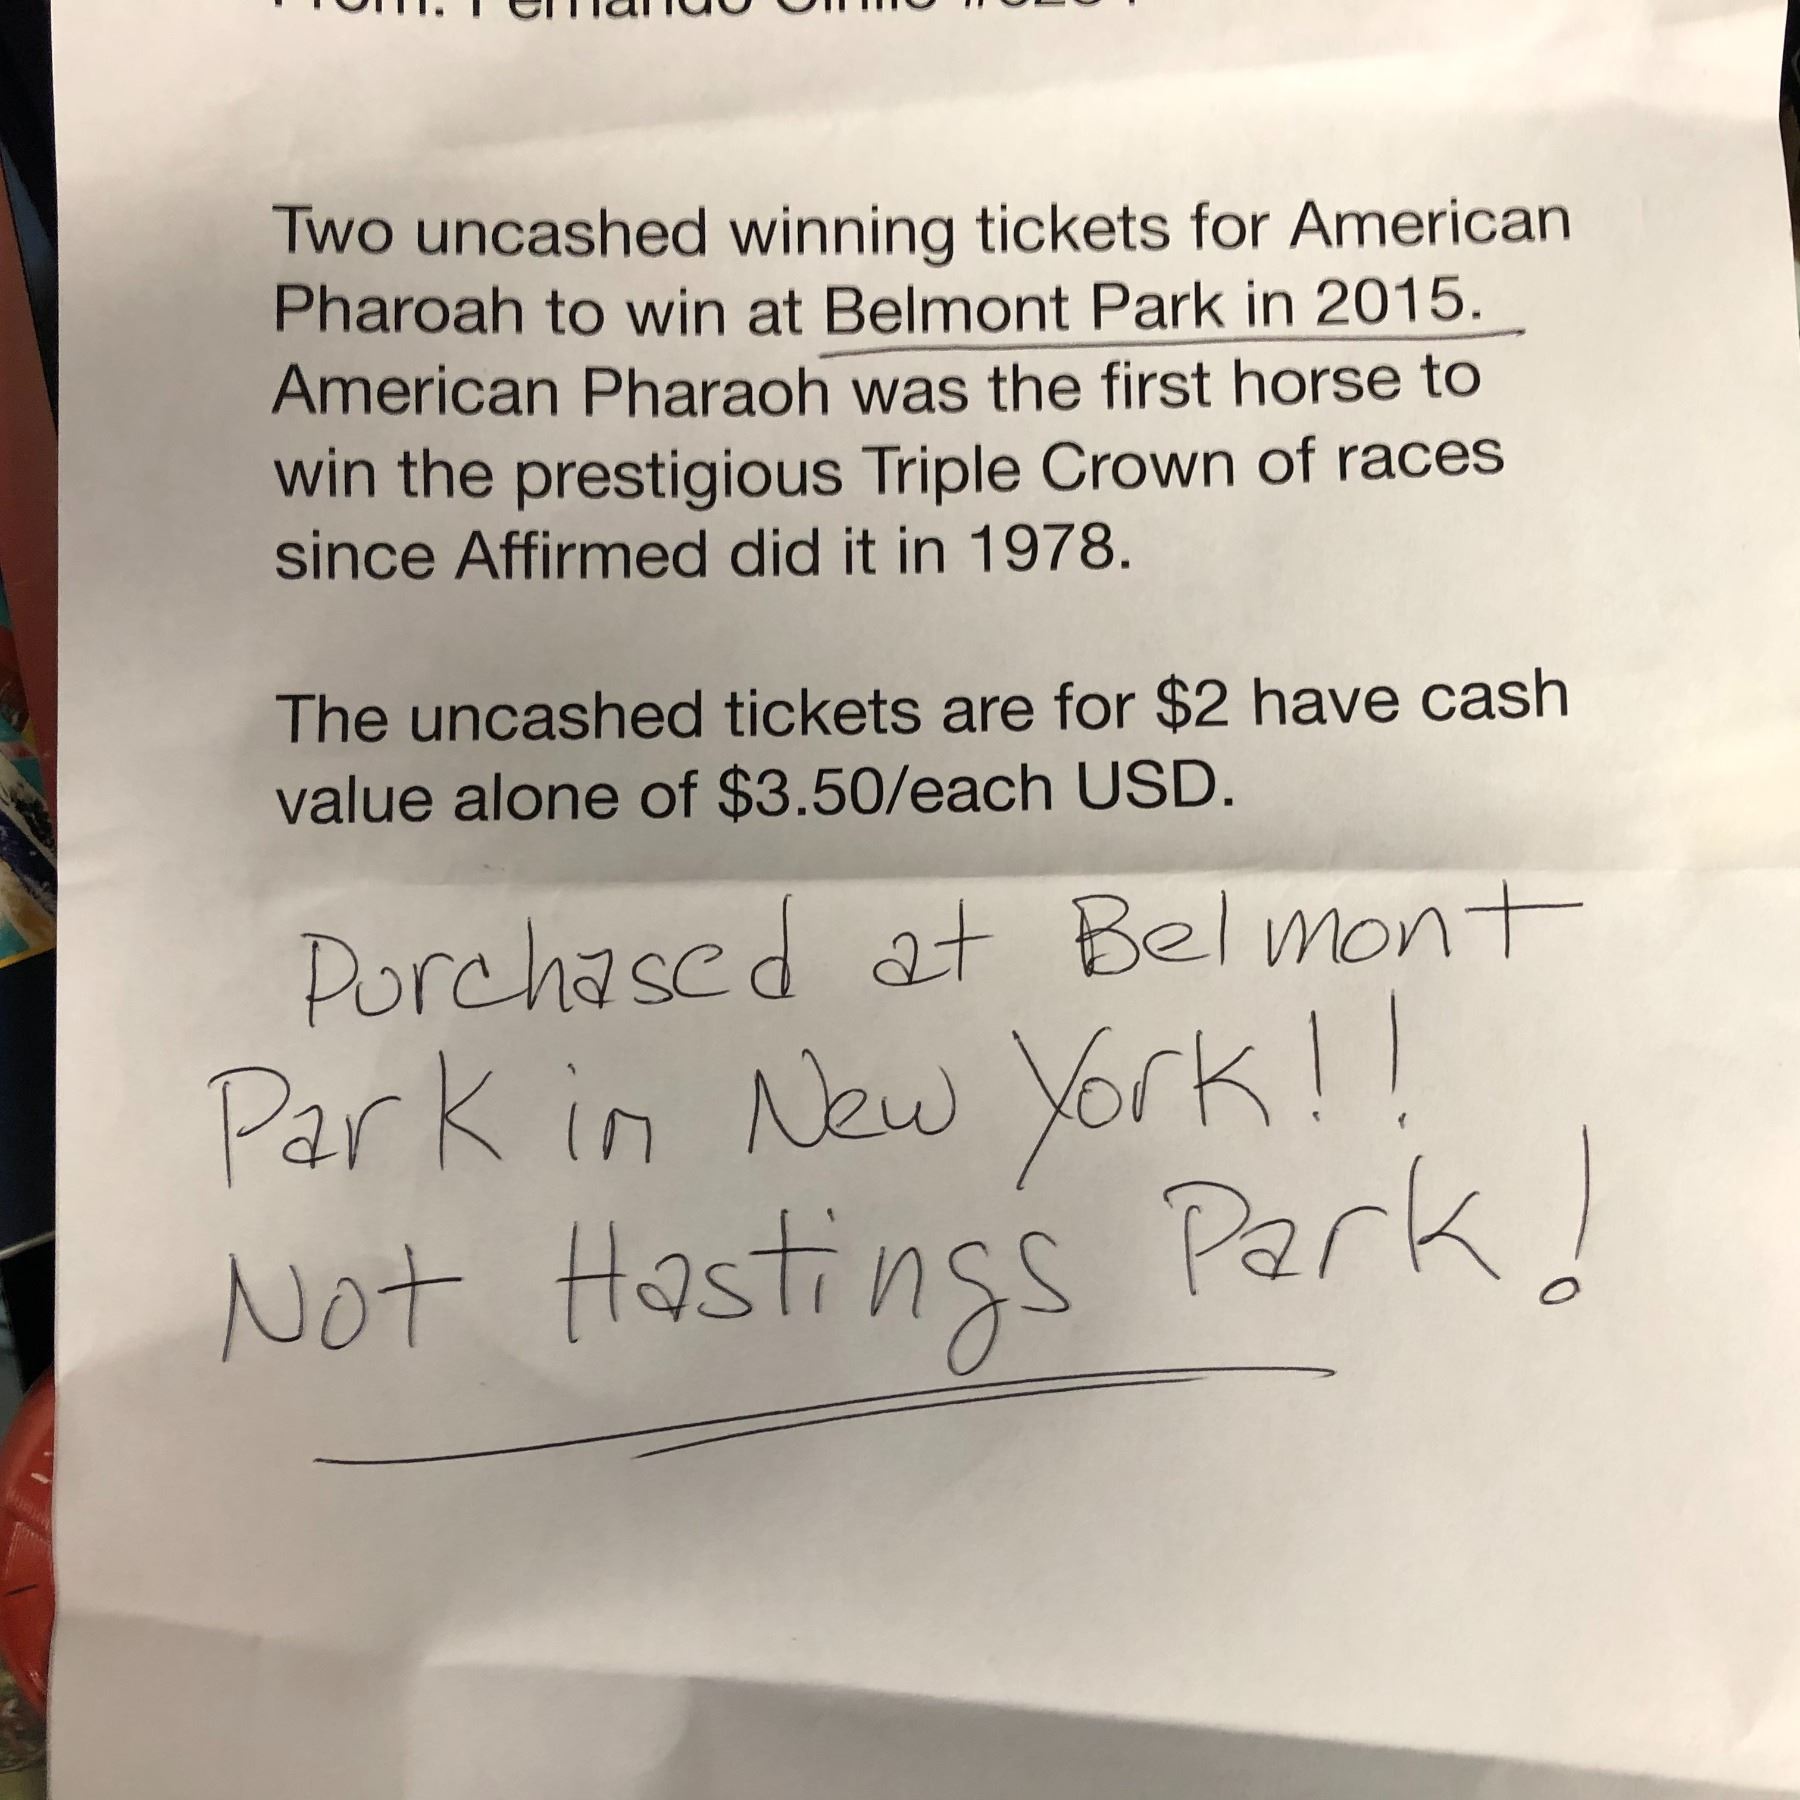 From: Fernando
Two uncashed winning tickets for American
Pharoah to win at Belmont Park in 2015.
American Pharaoh was the first horse to
win the prestigious Triple Crown of races
since Affirmed did it in 1978.
The uncashed tickets are for $2 have cash
value alone of $3.50/each USD.
Purchased at Belmont
Park in New York!!
Not Hastings Park!